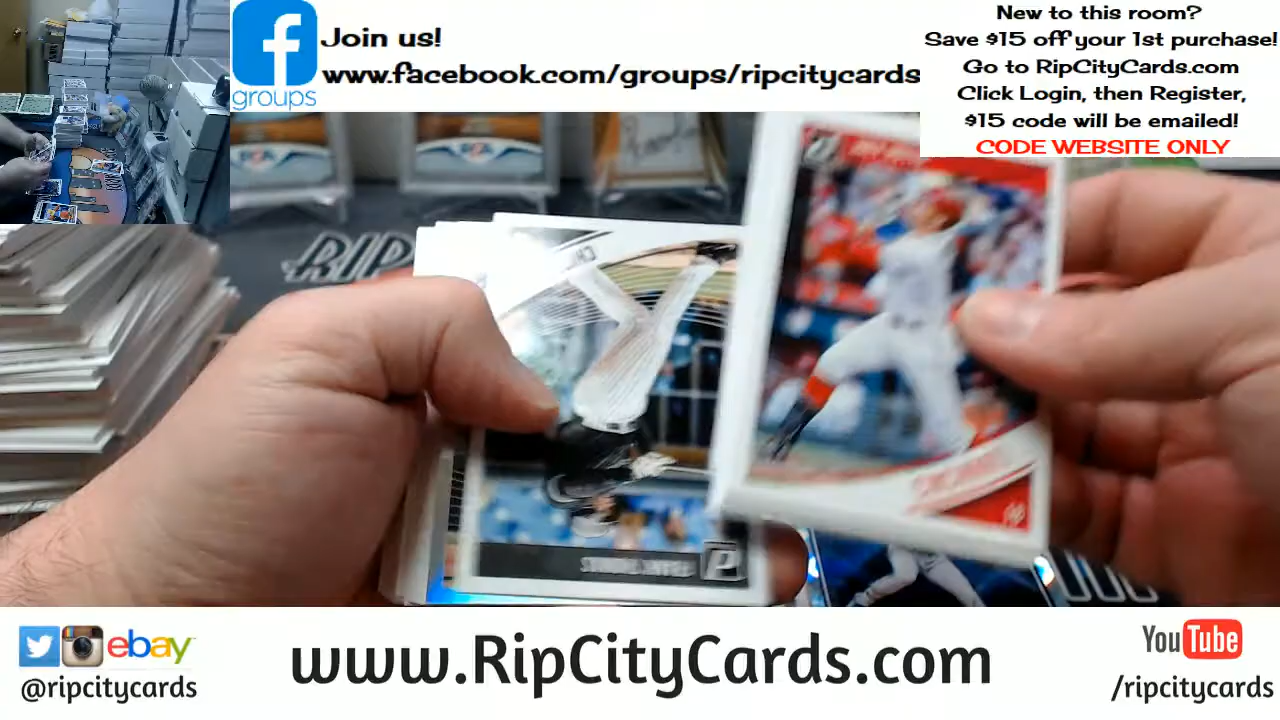 Join us!
www.facebook.com/groups/ripcitycards
groups
New to this room?
Save $15 off your 1st purchase!
Go to RipCityCards.com
Click Login, then Register,
$15 code will be emailed!
CODE WEBSITE ONLY
RIP
ebay
@ripcitycards
www.RipCityCards.com
YouTube
/ripcitycards